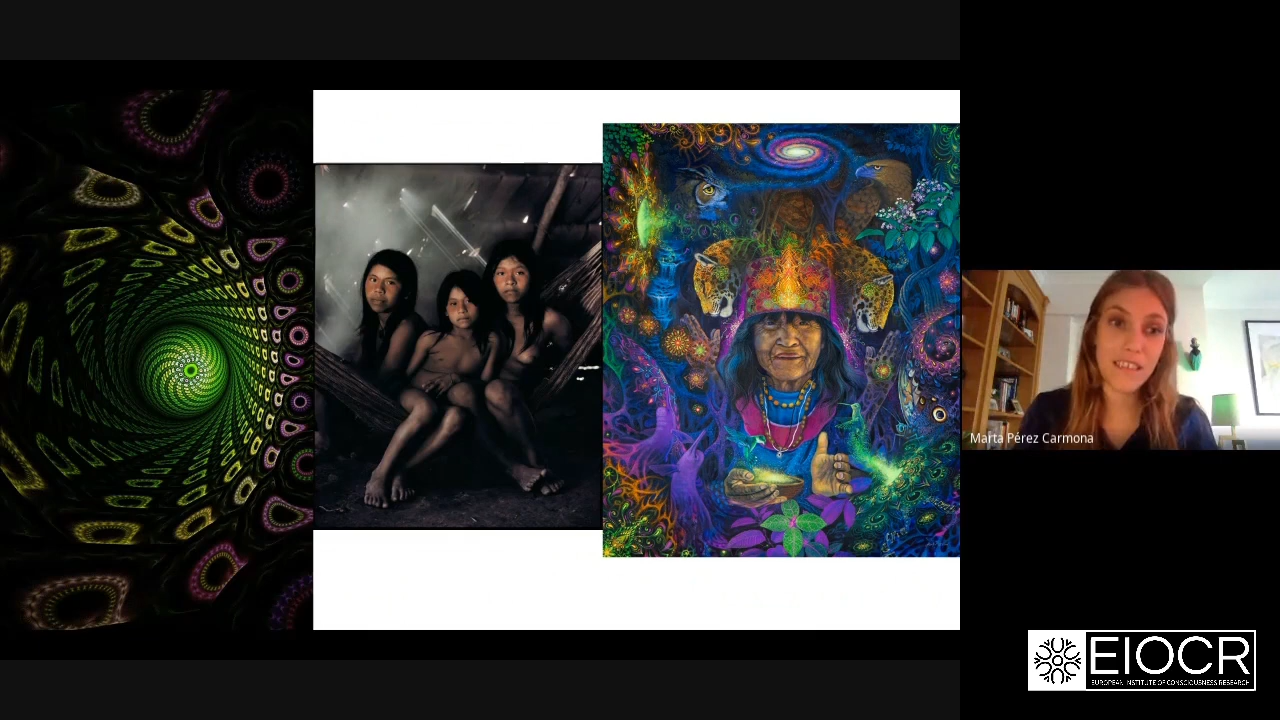 Marta Pérez Carmona
EIOCR
EUROPEAN INSTITUTE OF CONSCIOUSNESS RESEARCH